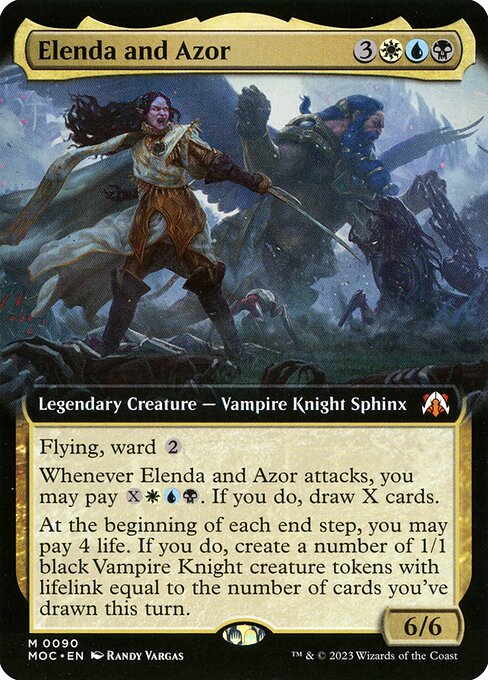 Elenda and Azor 3
Legendary Creature — Vampire Knight Sphinx
Flying, ward 2
Whenever Elenda and Azor attacks, you
may pay X. If you do, draw X cards.
At the beginning of each end step, you may
pay 4 life. If you do, create a number of 1/1
black Vampire Knight creature tokens with
lifelink equal to the number of cards you've
drawn this turn.
6/6
M 0090
MOC • EN Randy Vargas
™ & © 2023 Wizards of the Coast